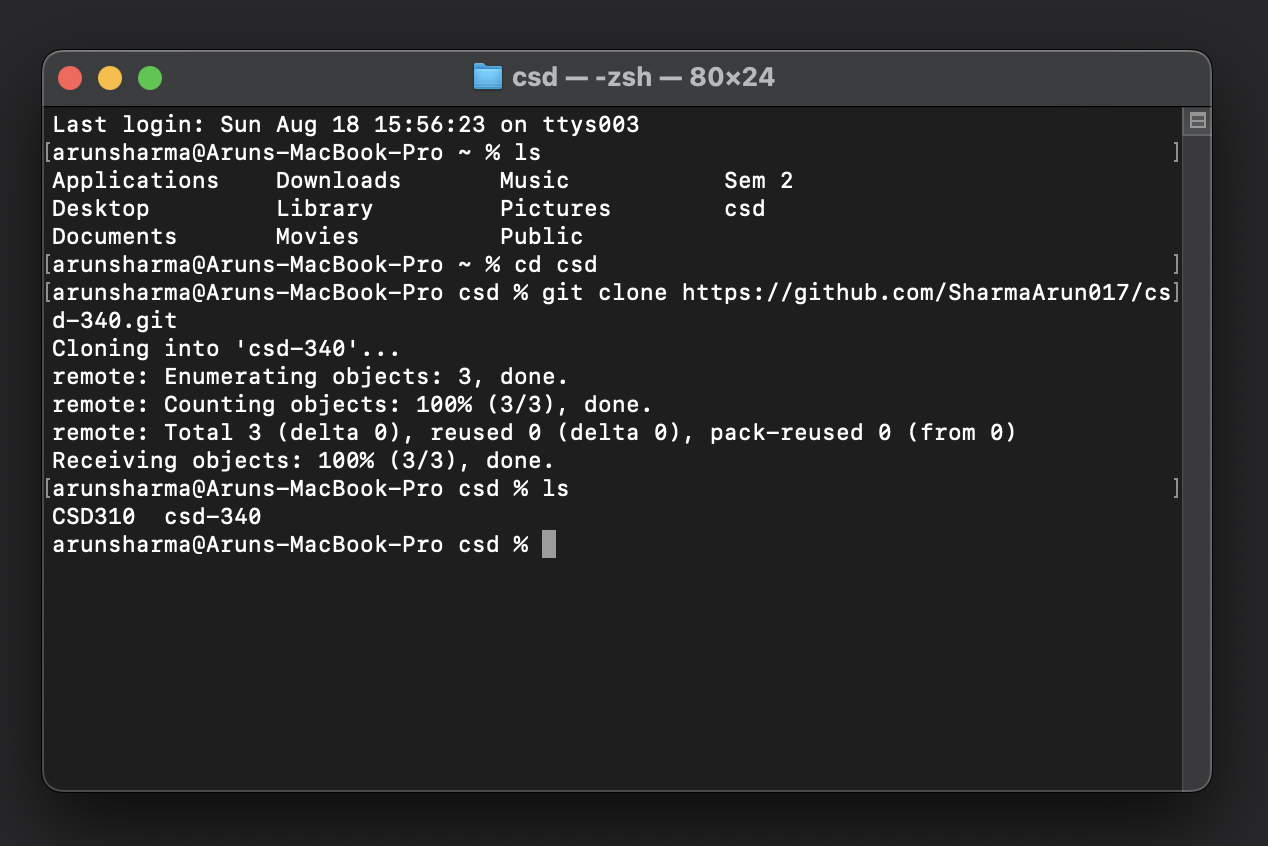 csd — -zsh — 80×24
Last login: Sun Aug 18 15:56:23 on ttys003
[arunsharma@Aruns-MacBook-Pro ~ % ls ]
Applications Downloads Music Sem 2
Desktop Library Pictures csd
Documents Movies Public
[arunsharma@Aruns-MacBook-Pro ~ % cd csd ]
[arunsharma@Aruns-MacBook-Pro csd % git clone https://github.com/SharmaArun017/cs]
d-340.git
Cloning into 'csd-340'...
remote: Enumerating objects: 3, done.
remote: Counting objects: 100% (3/3), done.
remote: Total 3 (delta 0), reused 0 (delta 0), pack-reused 0 (from 0)
Receiving objects: 100% (3/3), done.
[arunsharma@Aruns-MacBook-Pro csd % ls ]
CSD310 csd-340
arunsharma@Aruns-MacBook-Pro csd %